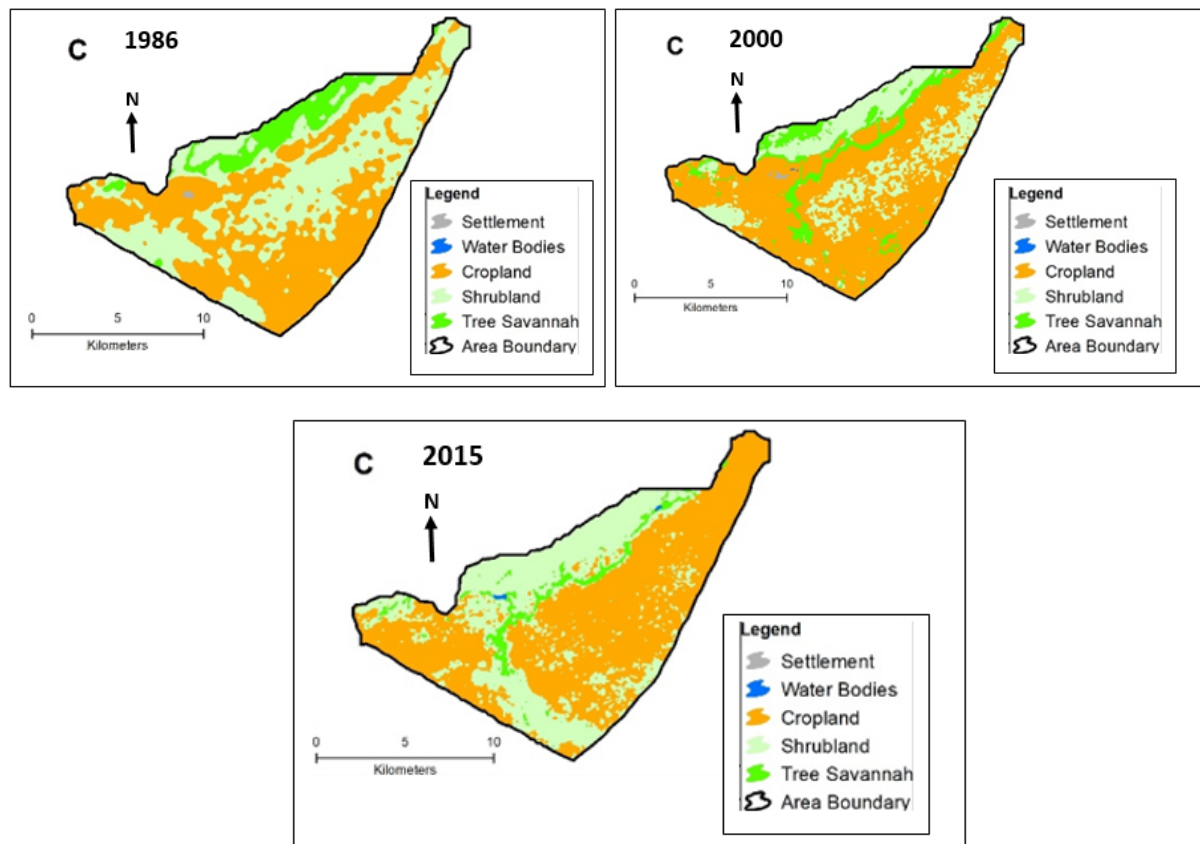 C 1986
N
0 5 10
Kilometers
Legend
Settlement
Water Bodies
Cropland
Shrubland
Tree Savannah
Area Boundary
C 2000
N
0 5 10
Kilometers
Legend
Settlement
Water Bodies
Cropland
Shrubland
Tree Savannah
Area Boundary
C 2015
N
0 5 10
Kilometers
Legend
Settlement
Water Bodies
Cropland
Shrubland
Tree Savannah
Area Boundary